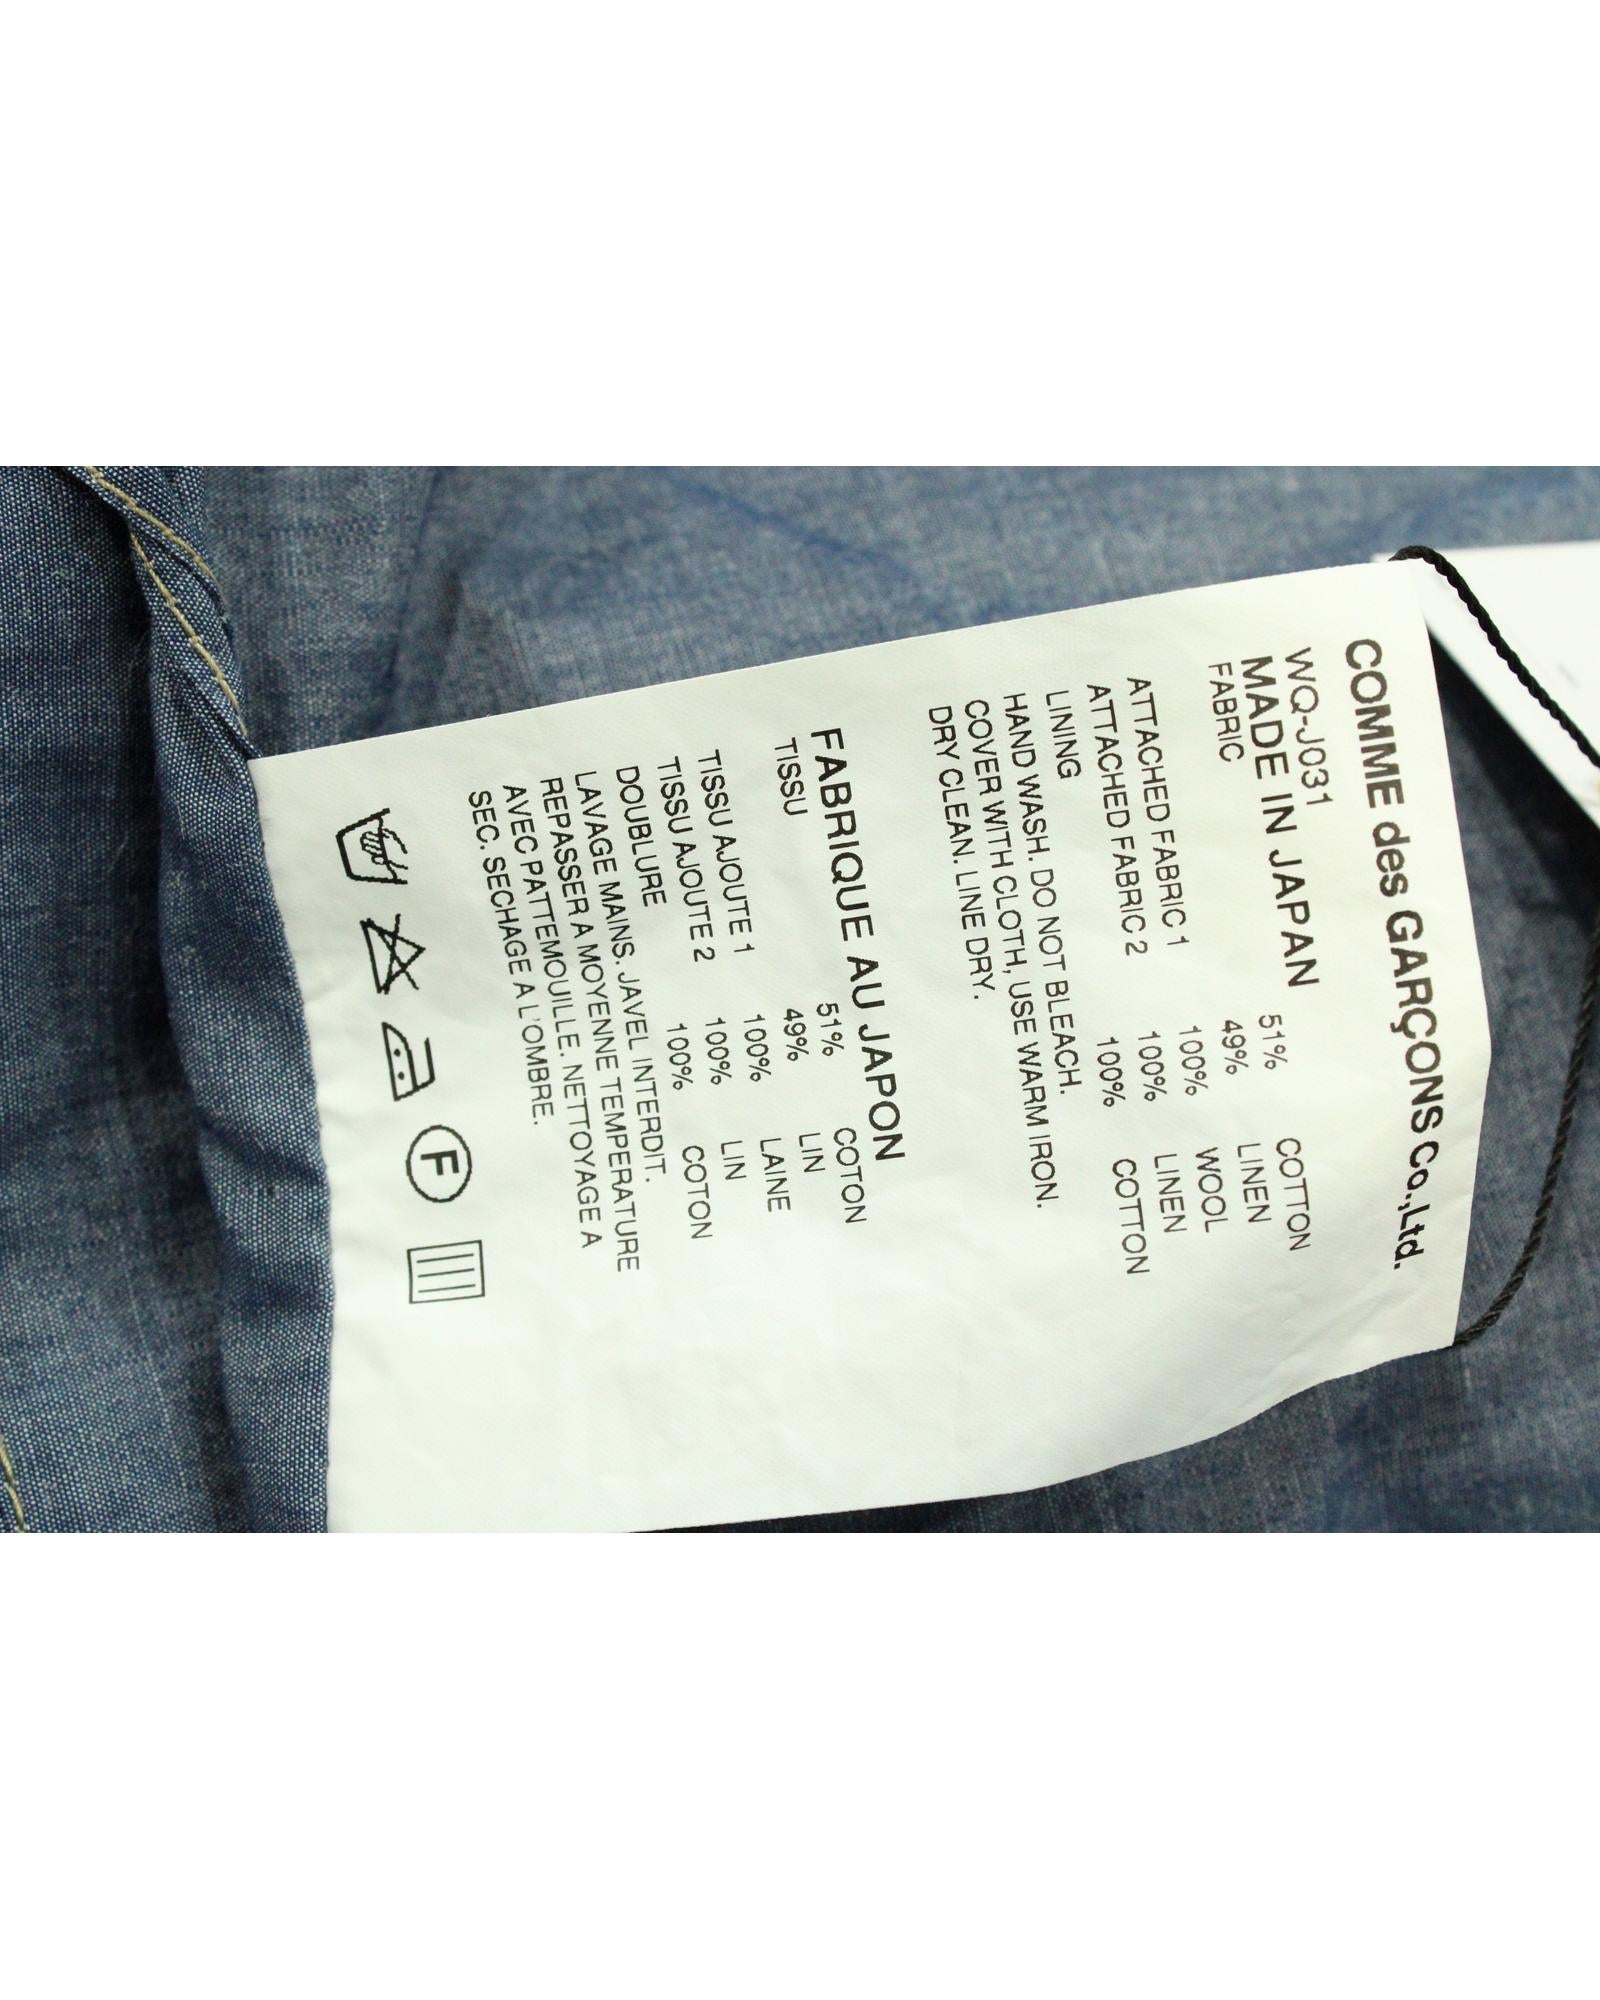 COMME des GARÇONS Co.,Ltd.
WQ-J031
MADE IN JAPAN
FABRIC 51% COTTON
49% LINEN
ATTACHED FABRIC 1 100% WOOL
ATTACHED FABRIC 2 100% LINEN
LINING 100% COTTON
HAND WASH. DO NOT BLEACH.
COVER WITH CLOTH, USE WARM IRON.
DRY CLEAN. LINE DRY.
FABRIQUE AU JAPON
TISSU 51% COTON
49% LIN
TISSU AJOUTE 1 100% LAINE
TISSU AJOUTE 2 100% LIN
DOUBLURE 100% COTON
LAVAGE MAINS. JAVEL INTERDIT.
REPASSER A MOYENNE TEMPERATURE
AVEC PATTEMOUILLE. NETTOYAGE A
SEC. SECHAGE A L'OMBRE.
F